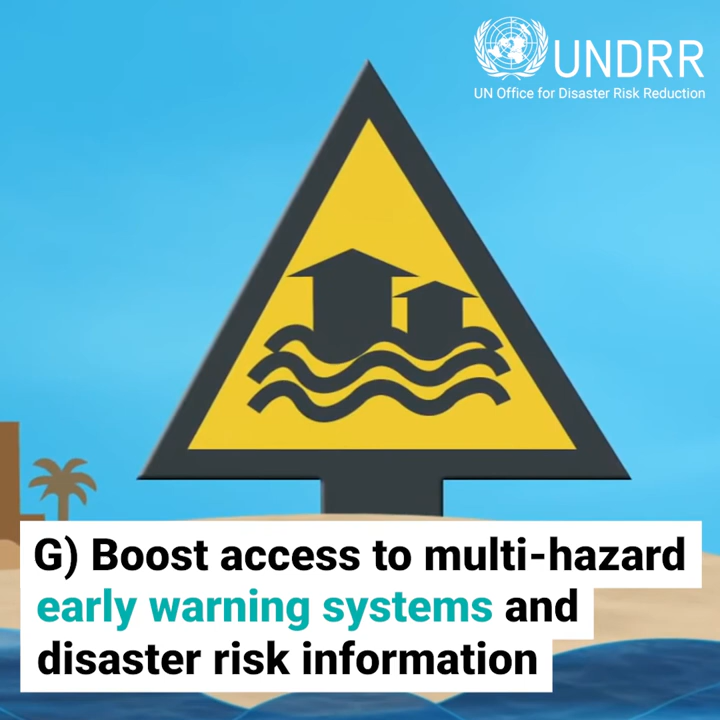 UNDRR
UN Office for Disaster Risk Reduction
G) Boost access to multi-hazard
early warning systems and
disaster risk information